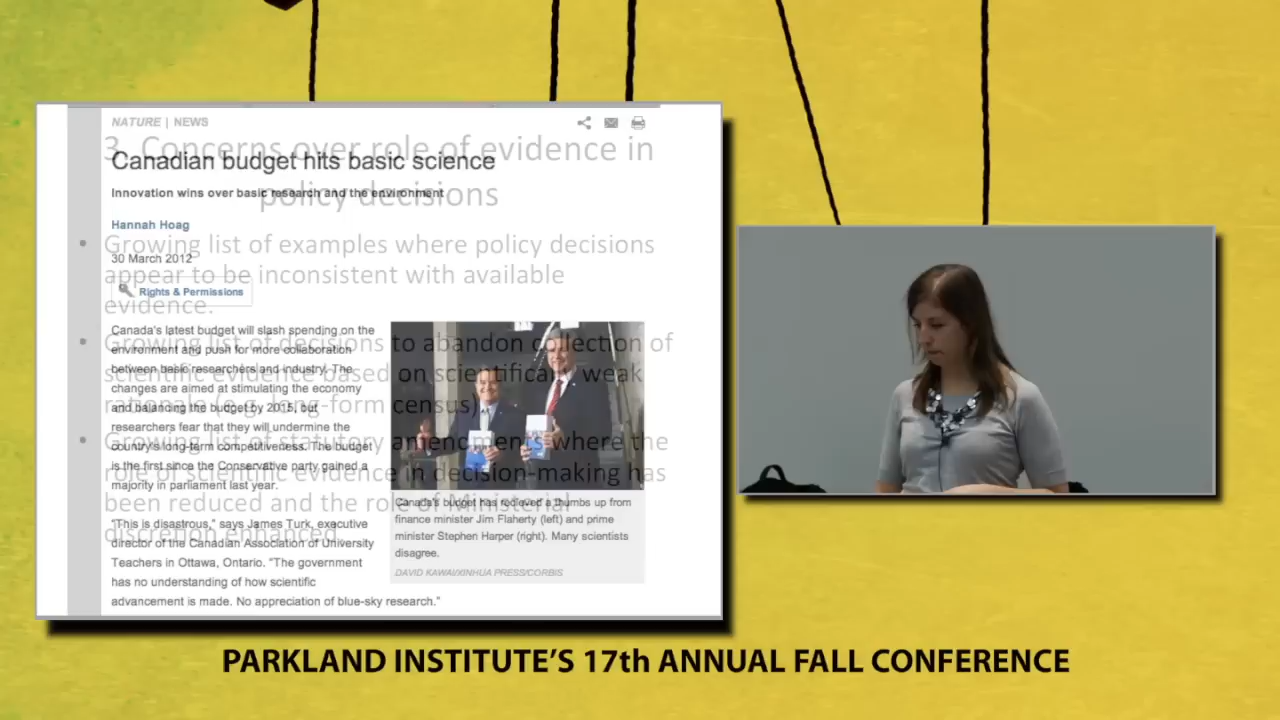 NATURE | NEWS
Canadian budget hits basic science
Innovation wins over basic research and the environment
Hannah Hoag
30 March 2012
Rights & Permissions
Canada's latest budget will slash spending on the
environment and push for more collaboration
between basic researchers and industry. The
changes are aimed at stimulating the economy
and balancing the budget by 2015, but
researchers fear that they will undermine the
country's long-term competitiveness. The budget
is the first since the Conservative party gained a
majority in parliament last year.
"This is disastrous," says James Turk, executive
director of the Canadian Association of University
Teachers in Ottawa, Ontario. "The government
has no understanding of how scientific
advancement is made. No appreciation of blue-sky research."
Canada's budget has recieved a thumbs up from
finance minister Jim Flaherty (left) and prime
minister Stephen Harper (right). Many scientists
disagree.
DAVID KAWAI/XINHUA PRESS/CORBIS
3. Concerns over role of evidence in
policy decisions
• Growing list of examples where policy decisions
appear to be inconsistent with available
evidence.
• Growing list of decisions to abandon collection of
scientific evidence based on scientifically weak
rationale (e.g. long-form census)
• Growing list of statutory amendments where the
role of scientific evidence in decision-making has
been reduced and the role of Ministerial
discretion enhanced.
PARKLAND INSTITUTE'S 17th ANNUAL FALL CONFERENCE